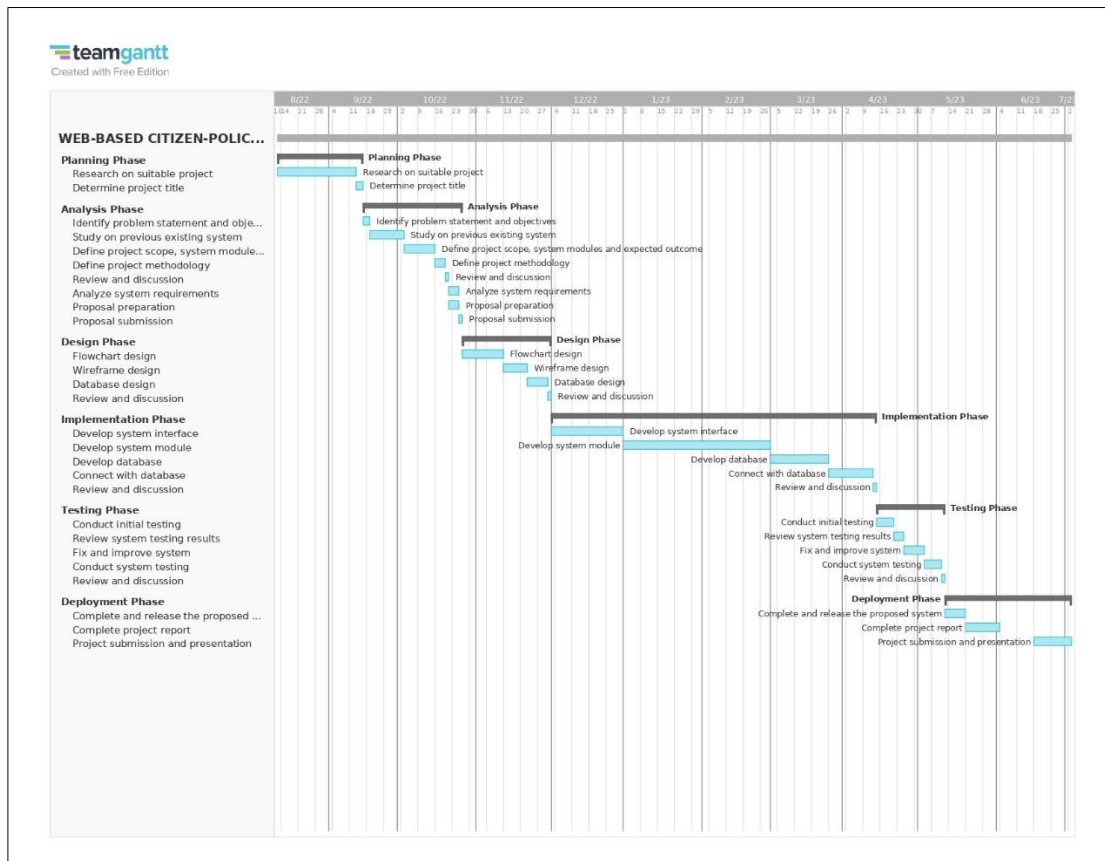 teamgantt
Created with Free Edition
8/22 9/22 10/22 11/22 12/22 1/23 2/23 3/23 4/23 5/23 6/23
WEB-BASED CITIZEN-POLIC...
Planning Phase Planning Phase
Research on suitable project Research on suitable project
Determine project title Determine project title
Analysis Phase Analysis Phase
Identify problem statement and obje... Identify problem statement and objectives
Study on previous existing system Study on previous existing system
Define project scope, system module... Define project scope, system modules and expected outcome
Define project methodology Define project methodology
Review and discussion Review and discussion
Analyze system requirements Analyze system requirements
Proposal preparation Proposal preparation
Proposal submission Proposal submission
Design Phase Design Phase
Flowchart design Flowchart design
Wireframe design Wireframe design
Database design Database design
Review and discussion Review and discussion
Implementation Phase Implementation Phase
Develop system interface Develop system interface
Develop system module Develop system module
Develop database Develop database
Connect with database Connect with database
Review and discussion Review and discussion
Testing Phase Testing Phase
Conduct initial testing Conduct initial testing
Review system testing results Review system testing results
Fix and improve system Fix and improve system
Conduct system testing Conduct system testing
Review and discussion Review and discussion
Deployment Phase Deployment Phase
Complete and release the proposed ... Complete and release the proposed system
Complete project report Complete project report
Project submission and presentation Project submission and presentation